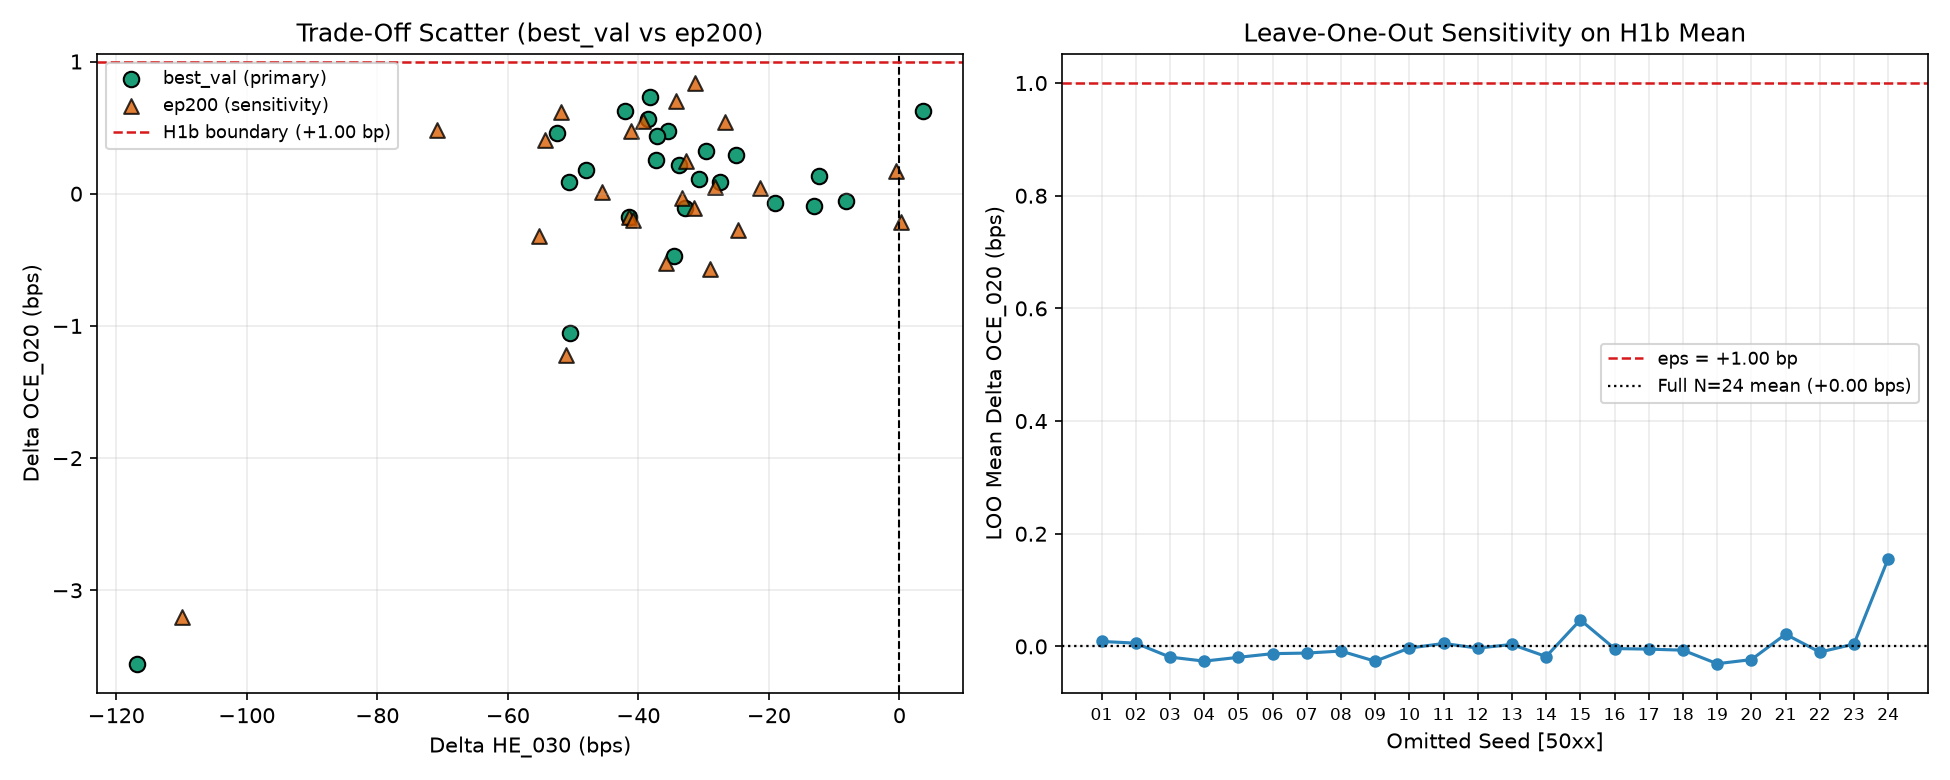 Trade-Off Scatter (best_val vs ep200)
1
0
−1
−2
−3
Delta OCE_020 (bps)
best_val (primary)
ep200 (sensitivity)
H1b boundary (+1.00 bp)
−120
−100
−80
−60
−40
−20
0
Delta HE_030 (bps)
Leave-One-Out Sensitivity on H1b Mean
1.0
0.8
0.6
0.4
0.2
0.0
LOO Mean Delta OCE_020 (bps)
eps = +1.00 bp
Full N=24 mean (+0.00 bps)
01 02 03 04 05 06 07 08 09 10 11 12 13 14 15 16 17 18 19 20 21 22 23 24
Omitted Seed [50xx]